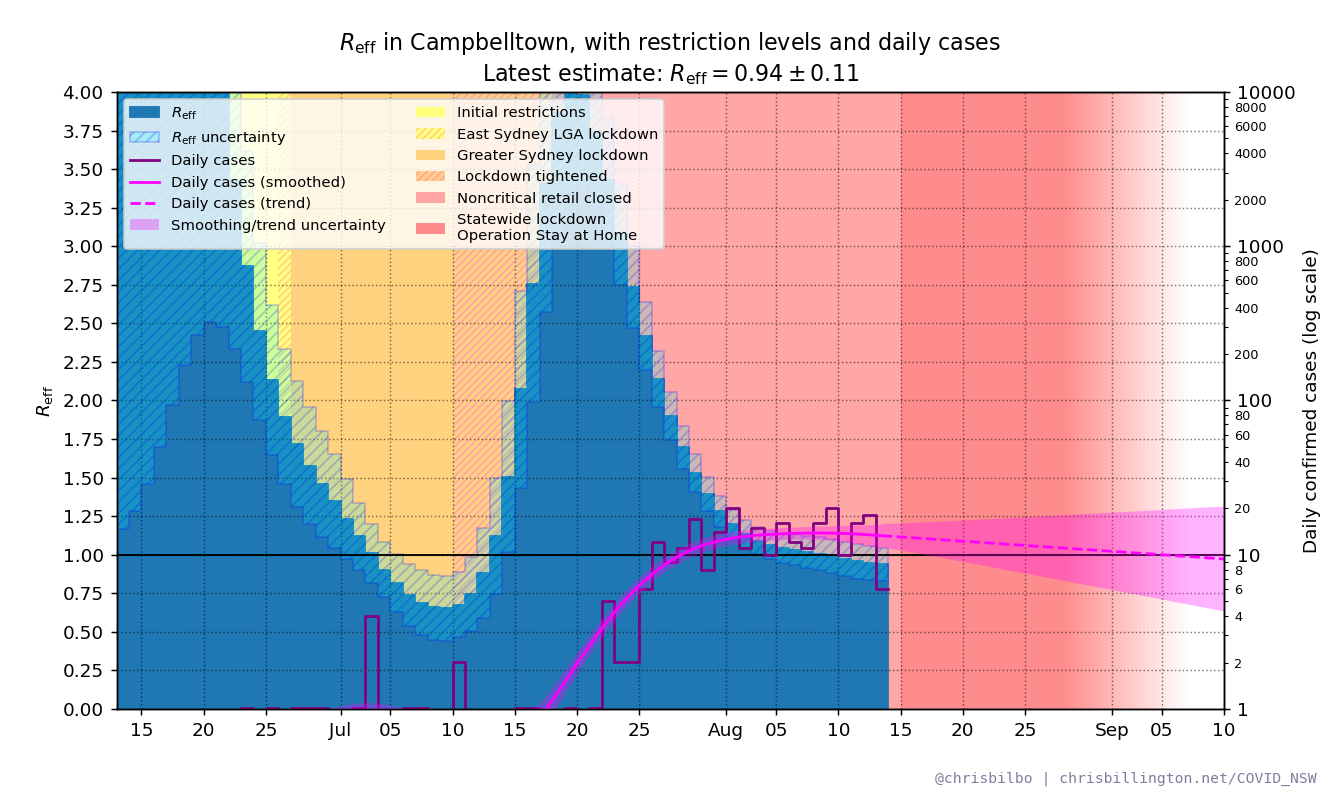 R_eff in Campbelltown, with restriction levels and daily cases
Latest estimate: R_eff = 0.94 ± 0.11
R_eff
R_eff uncertainty
Daily cases
Daily cases (smoothed)
Daily cases (trend)
Smoothing/trend uncertainty
Initial restrictions
East Sydney LGA lockdown
Greater Sydney lockdown
Lockdown tightened
Noncritical retail closed
Statewide lockdown
Operation Stay at Home
R_eff
4.00
3.75
3.50
3.25
3.00
2.75
2.50
2.25
2.00
1.75
1.50
1.25
1.00
0.75
0.50
0.25
0.00
15 20 25 Jul 05 10 15 20 25 Aug 05 10 15 20 25 Sep 05 10
10000
8000
6000
4000
2000
1000
800
600
400
200
100
80
60
40
20
10
8
6
4
2
1
Daily confirmed cases (log scale)
@chrisbilbo | chrisbillington.net/COVID_NSW